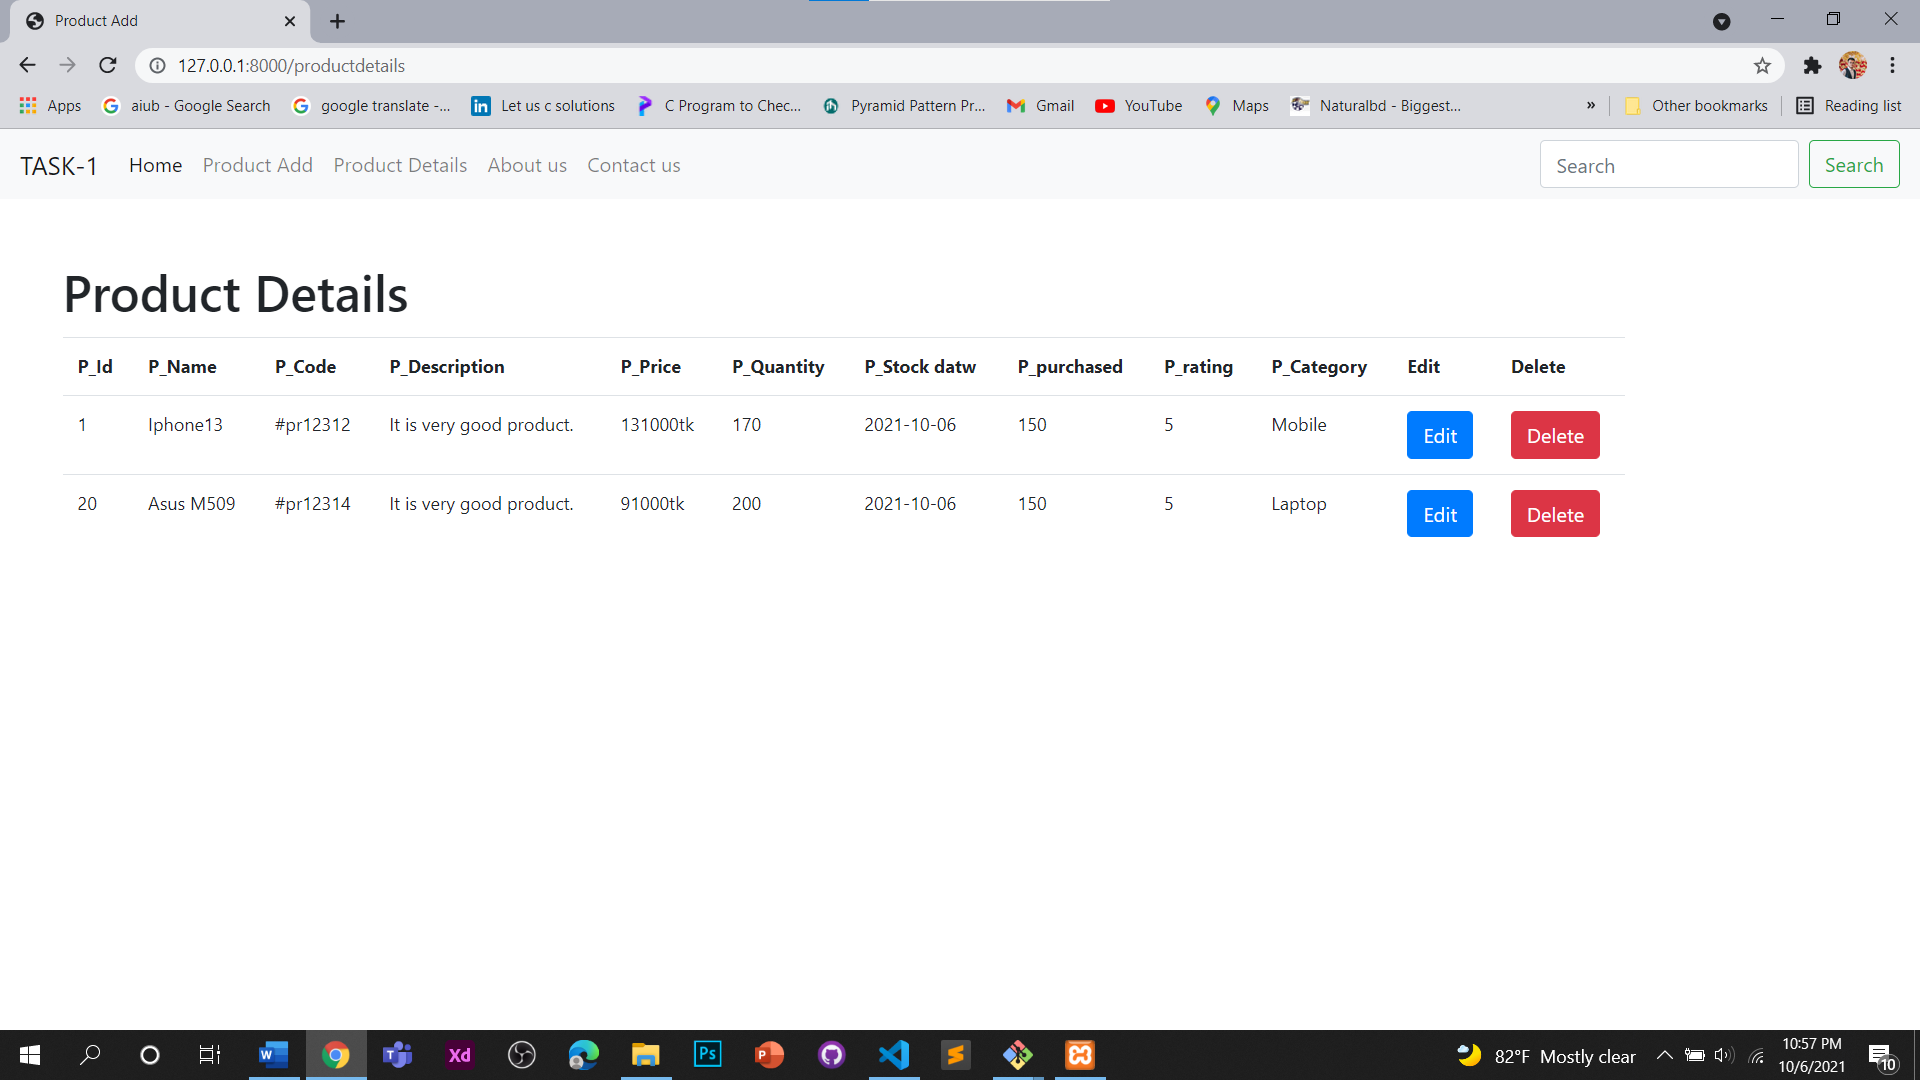 Product Add
127.0.0.1:8000/productdetails
Apps aiub - Google Search google translate -... Let us c solutions C Program to Chec... Pyramid Pattern Pr... Gmail YouTube Maps Naturalbd - Biggest... » Other bookmarks Reading list
TASK-1 Home Product Add Product Details About us Contact us Search Search
Product Details
P_Id P_Name P_Code P_Description P_Price P_Quantity P_Stock datw P_purchased P_rating P_Category Edit Delete
1 Iphone13 #pr12312 It is very good product. 131000tk 170 2021-10-06 150 5 Mobile Edit Delete
20 Asus M509 #pr12314 It is very good product. 91000tk 200 2021-10-06 150 5 Laptop Edit Delete
82°F Mostly clear
10:57 PM
10/6/2021
10